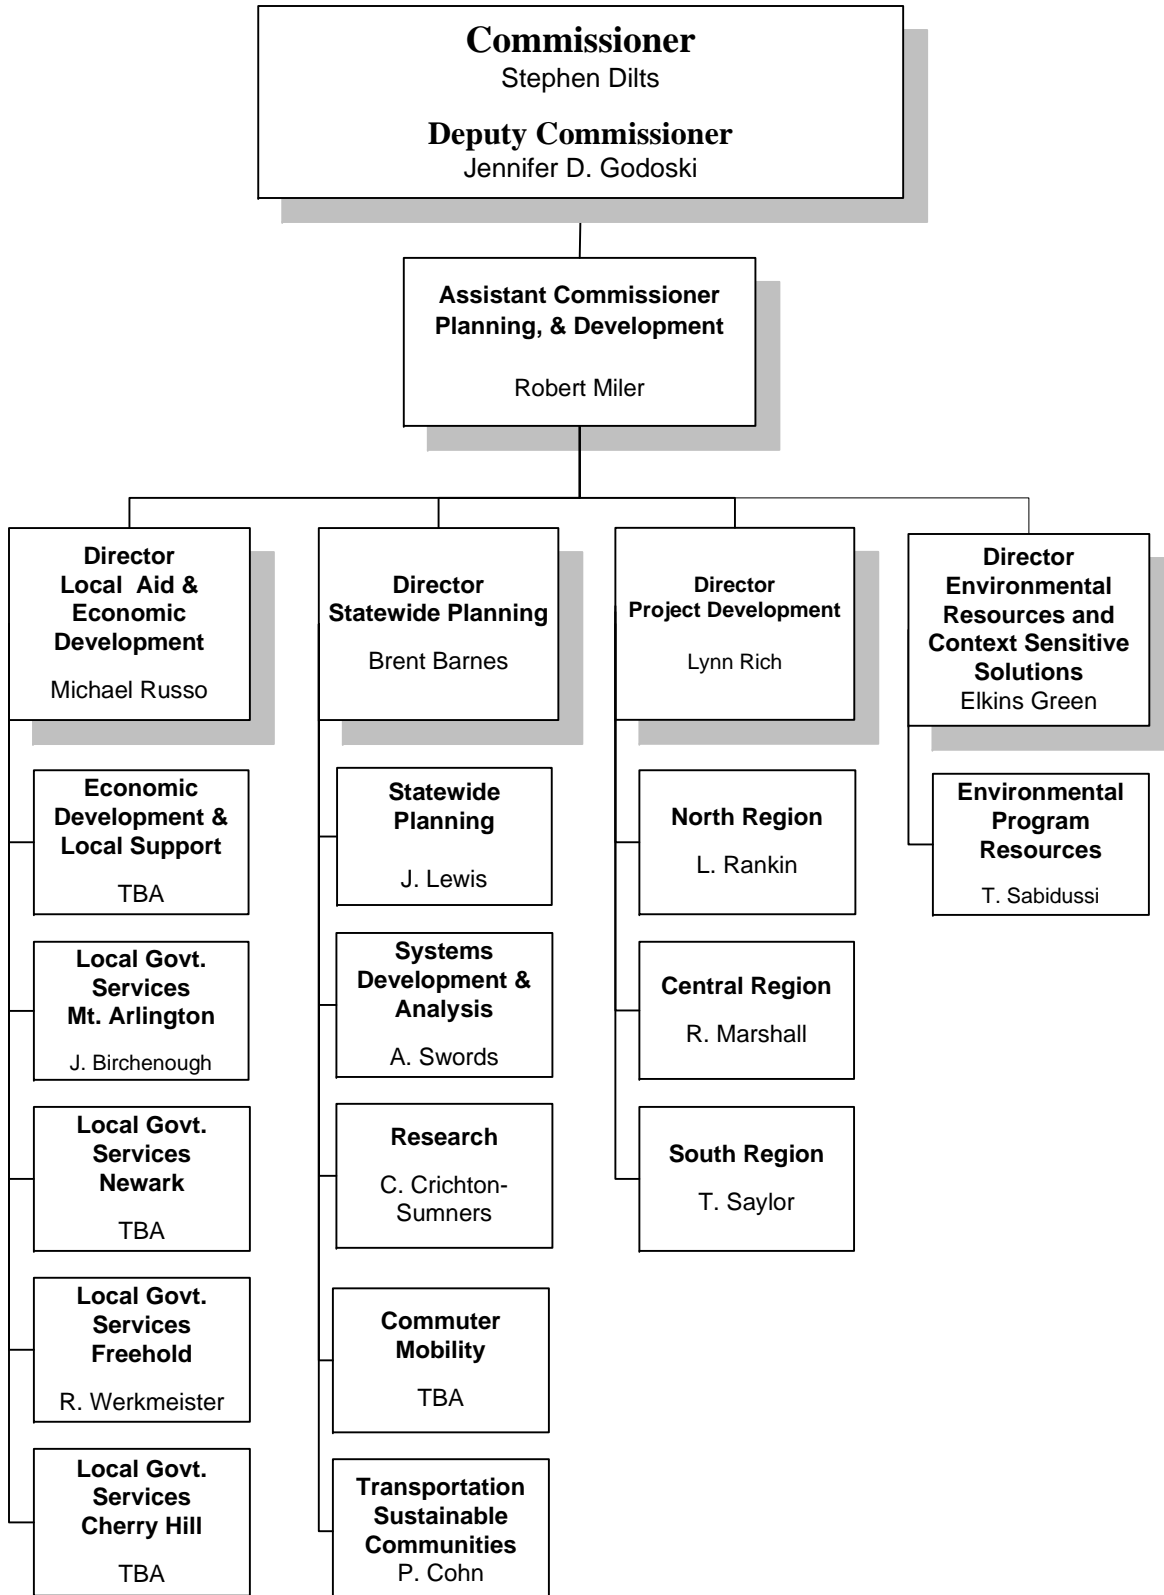 Commissioner
Stephen Dilts
Deputy Commissioner
Jennifer D. Godoski
Assistant Commissioner
Planning, & Development
Robert Miler
Director
Local Aid &
Economic
Development
Michael Russo
Economic
Development &
Local Support
TBA
Local Govt.
Services
Mt. Arlington
J. Birchenough
Local Govt.
Services
Newark
TBA
Local Govt.
Services
Freehold
R. Werkmeister
Local Govt.
Services
Cherry Hill
TBA
Director
Statewide Planning
Brent Barnes
Statewide
Planning
J. Lewis
Systems
Development &
Analysis
A. Swords
Research
C. Crichton-
Sumners
Commuter
Mobility
TBA
Transportation
Sustainable
Communities
P. Cohn
Director
Project Development
Lynn Rich
North Region
L. Rankin
Central Region
R. Marshall
South Region
T. Saylor
Director
Environmental
Resources and
Context Sensitive
Solutions
Elkins Green
Environmental
Program
Resources
T. Sabidussi